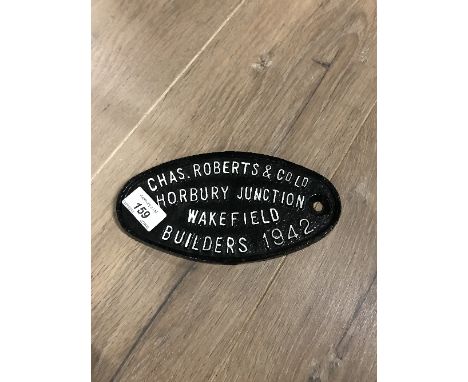 CHAS. ROBERTS & CO LD
HORBURY JUNCTION
WAKEFIELD
BUILDERS 1942
159